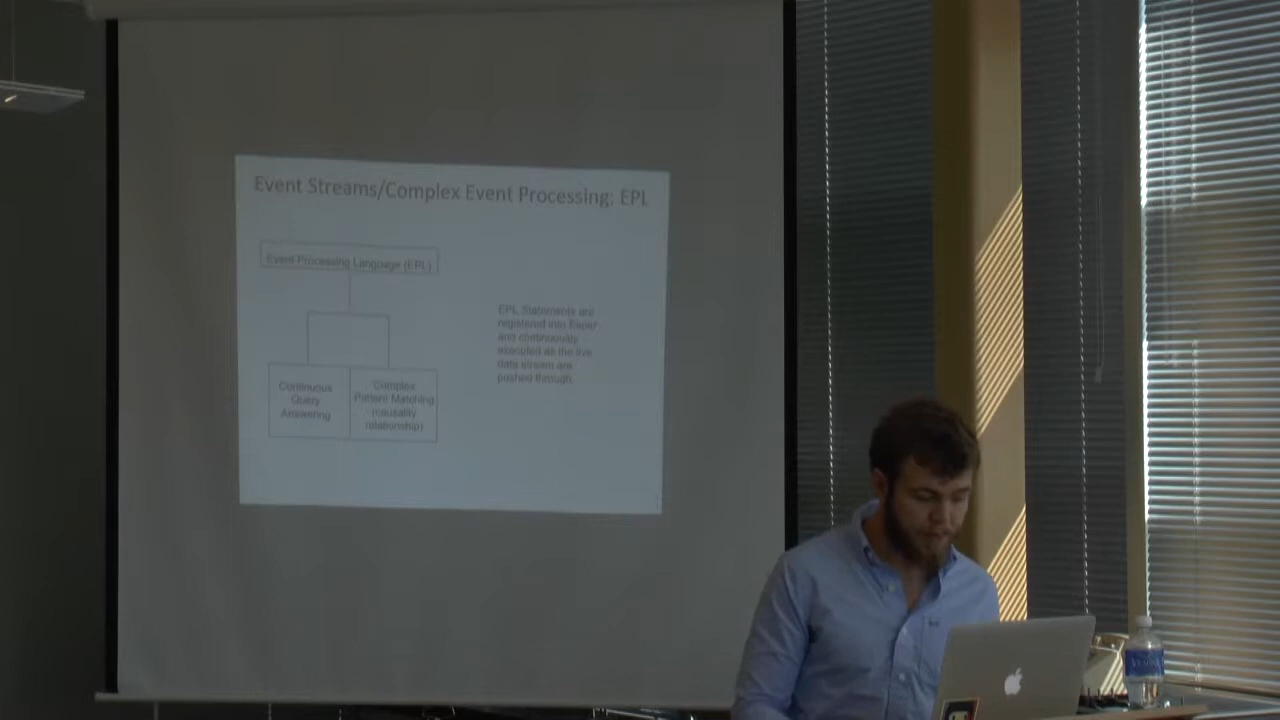 Event Streams/Complex Event Processing: EPL
Event Processing Language (EPL)
EPL Statements are
registered into Esper
and continuously
executed as the live
data stream are
pushed through.
Continuous
Query
Answering
Complex
Pattern Matching
(causality
relationship)